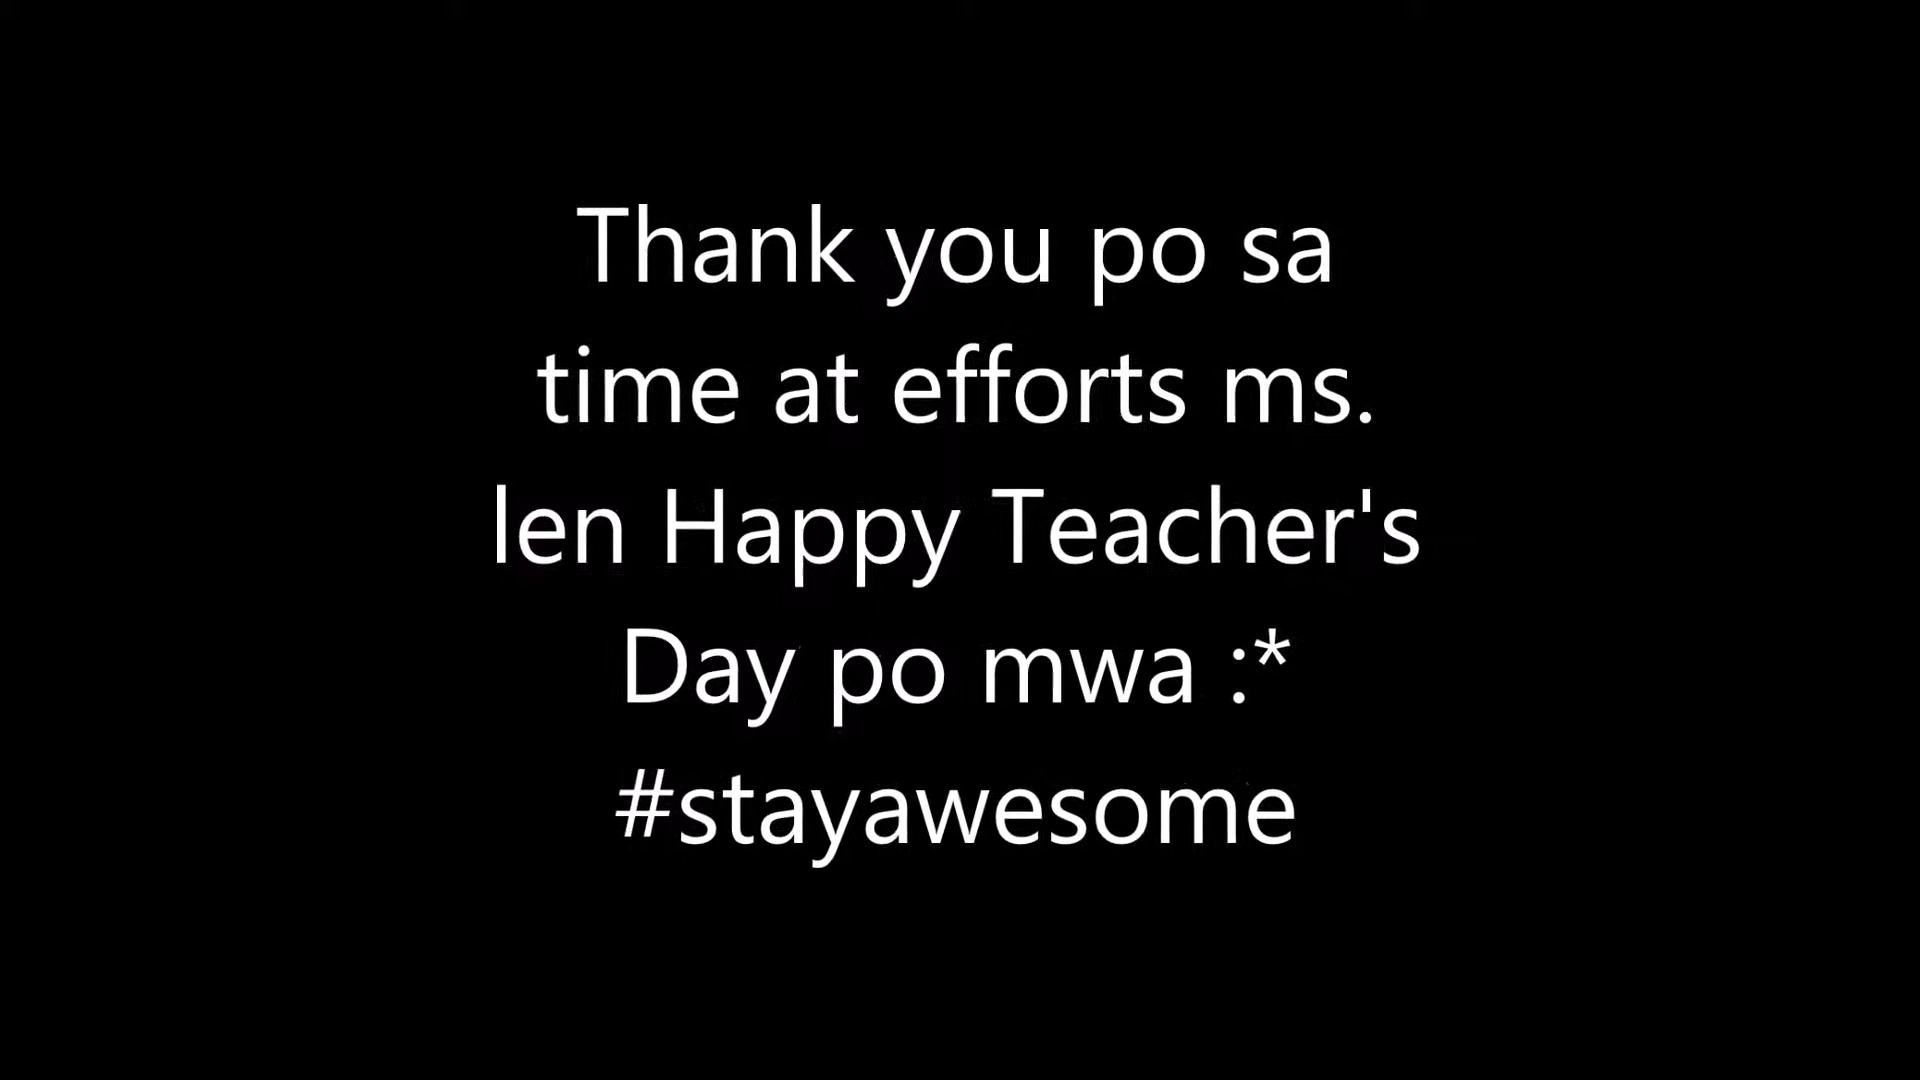 Thank you po sa
time at efforts ms.
len Happy Teacher's
Day po mwa :*
#stayawesome